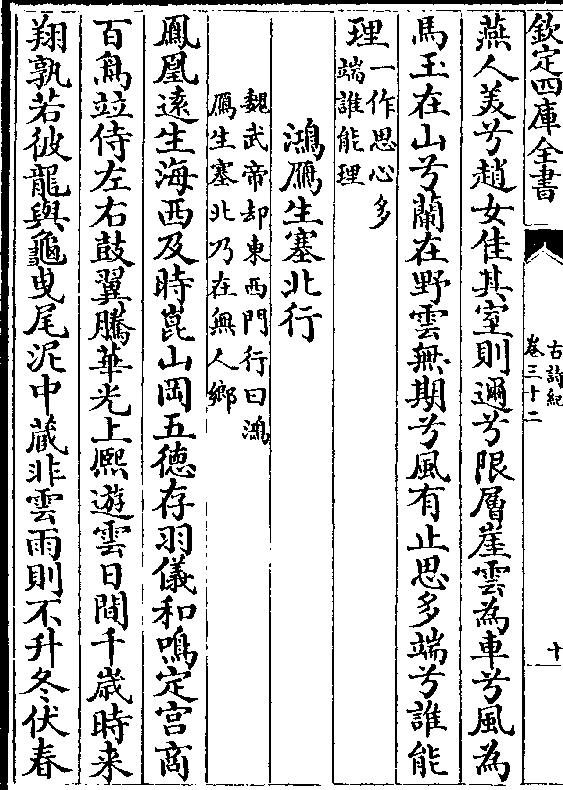 欽定四庫全書
古詩紀
卷三十二
十
燕人美兮趙女佳其室則邇兮限層崖雲為車兮風為
馬玉在山兮蘭在野雲無期兮風有止思多端兮誰能
理一作思心多
端誰能理
鴻鴈生塞北行
魏武帝却東西門行曰鴻
鴈生塞北乃在無人鄉
鳳凰逺生海西及時崑山岡五德存羽儀和鳴定宫商
百鳥竝侍左右鼓翼騰華光上熈遊雲日間千歳時來
翔孰若彼龍與龜曳尾泥中蔵非雲雨則不升冬伏春